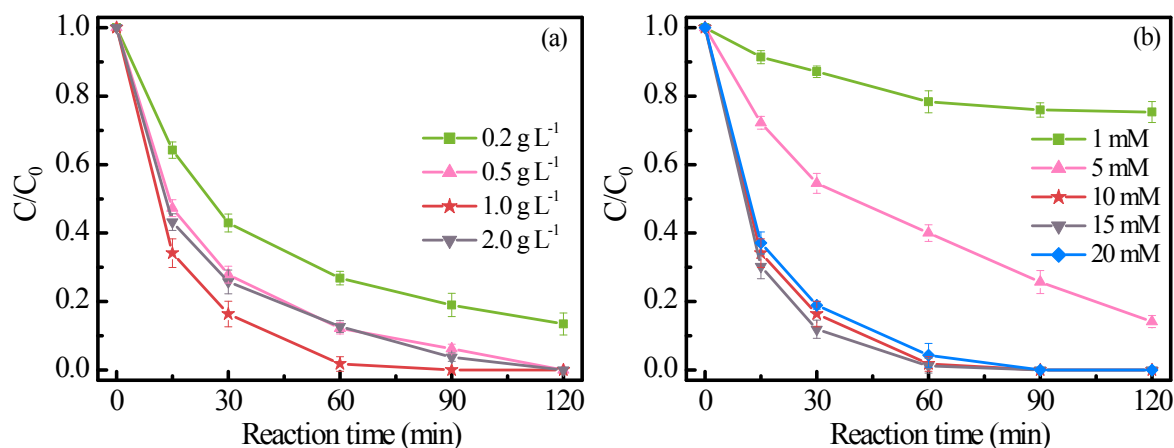 (a)
C/C₀
1.0
0.8
0.6
0.4
0.2
0.0
0.2 g L⁻¹
0.5 g L⁻¹
1.0 g L⁻¹
2.0 g L⁻¹
0 30 60 90 120
Reaction time (min)
(b)
C/C₀
1.0
0.8
0.6
0.4
0.2
0.0
1 mM
5 mM
10 mM
15 mM
20 mM
0 30 60 90 120
Reaction time (min)